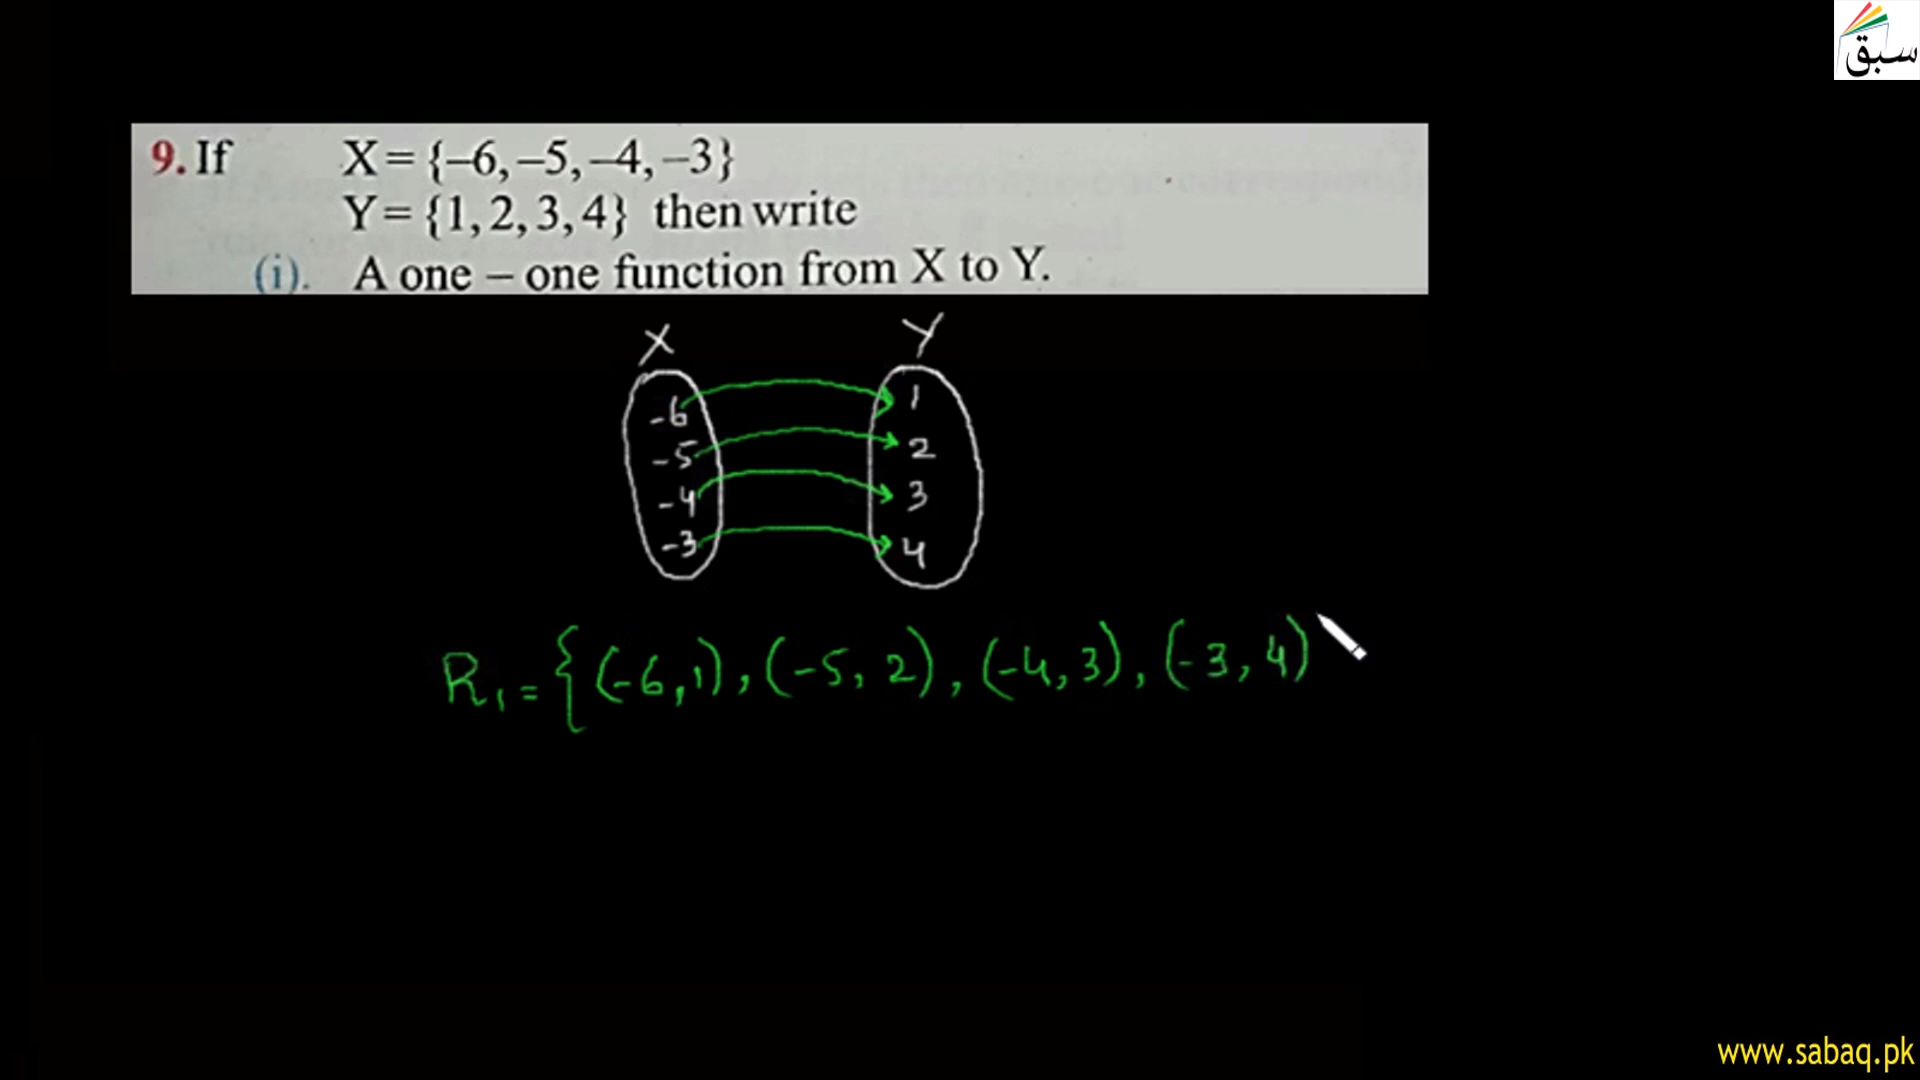 سبق
9. If X = {–6, –5, –4, –3}
Y = {1, 2, 3, 4} then write
(i). A one – one function from X to Y.
X Y
-6 1
-5 2
-4 3
-3 4
R₁ = {(-6,1), (-5, 2), (-4, 3), (-3, 4)
www.sabaq.pk